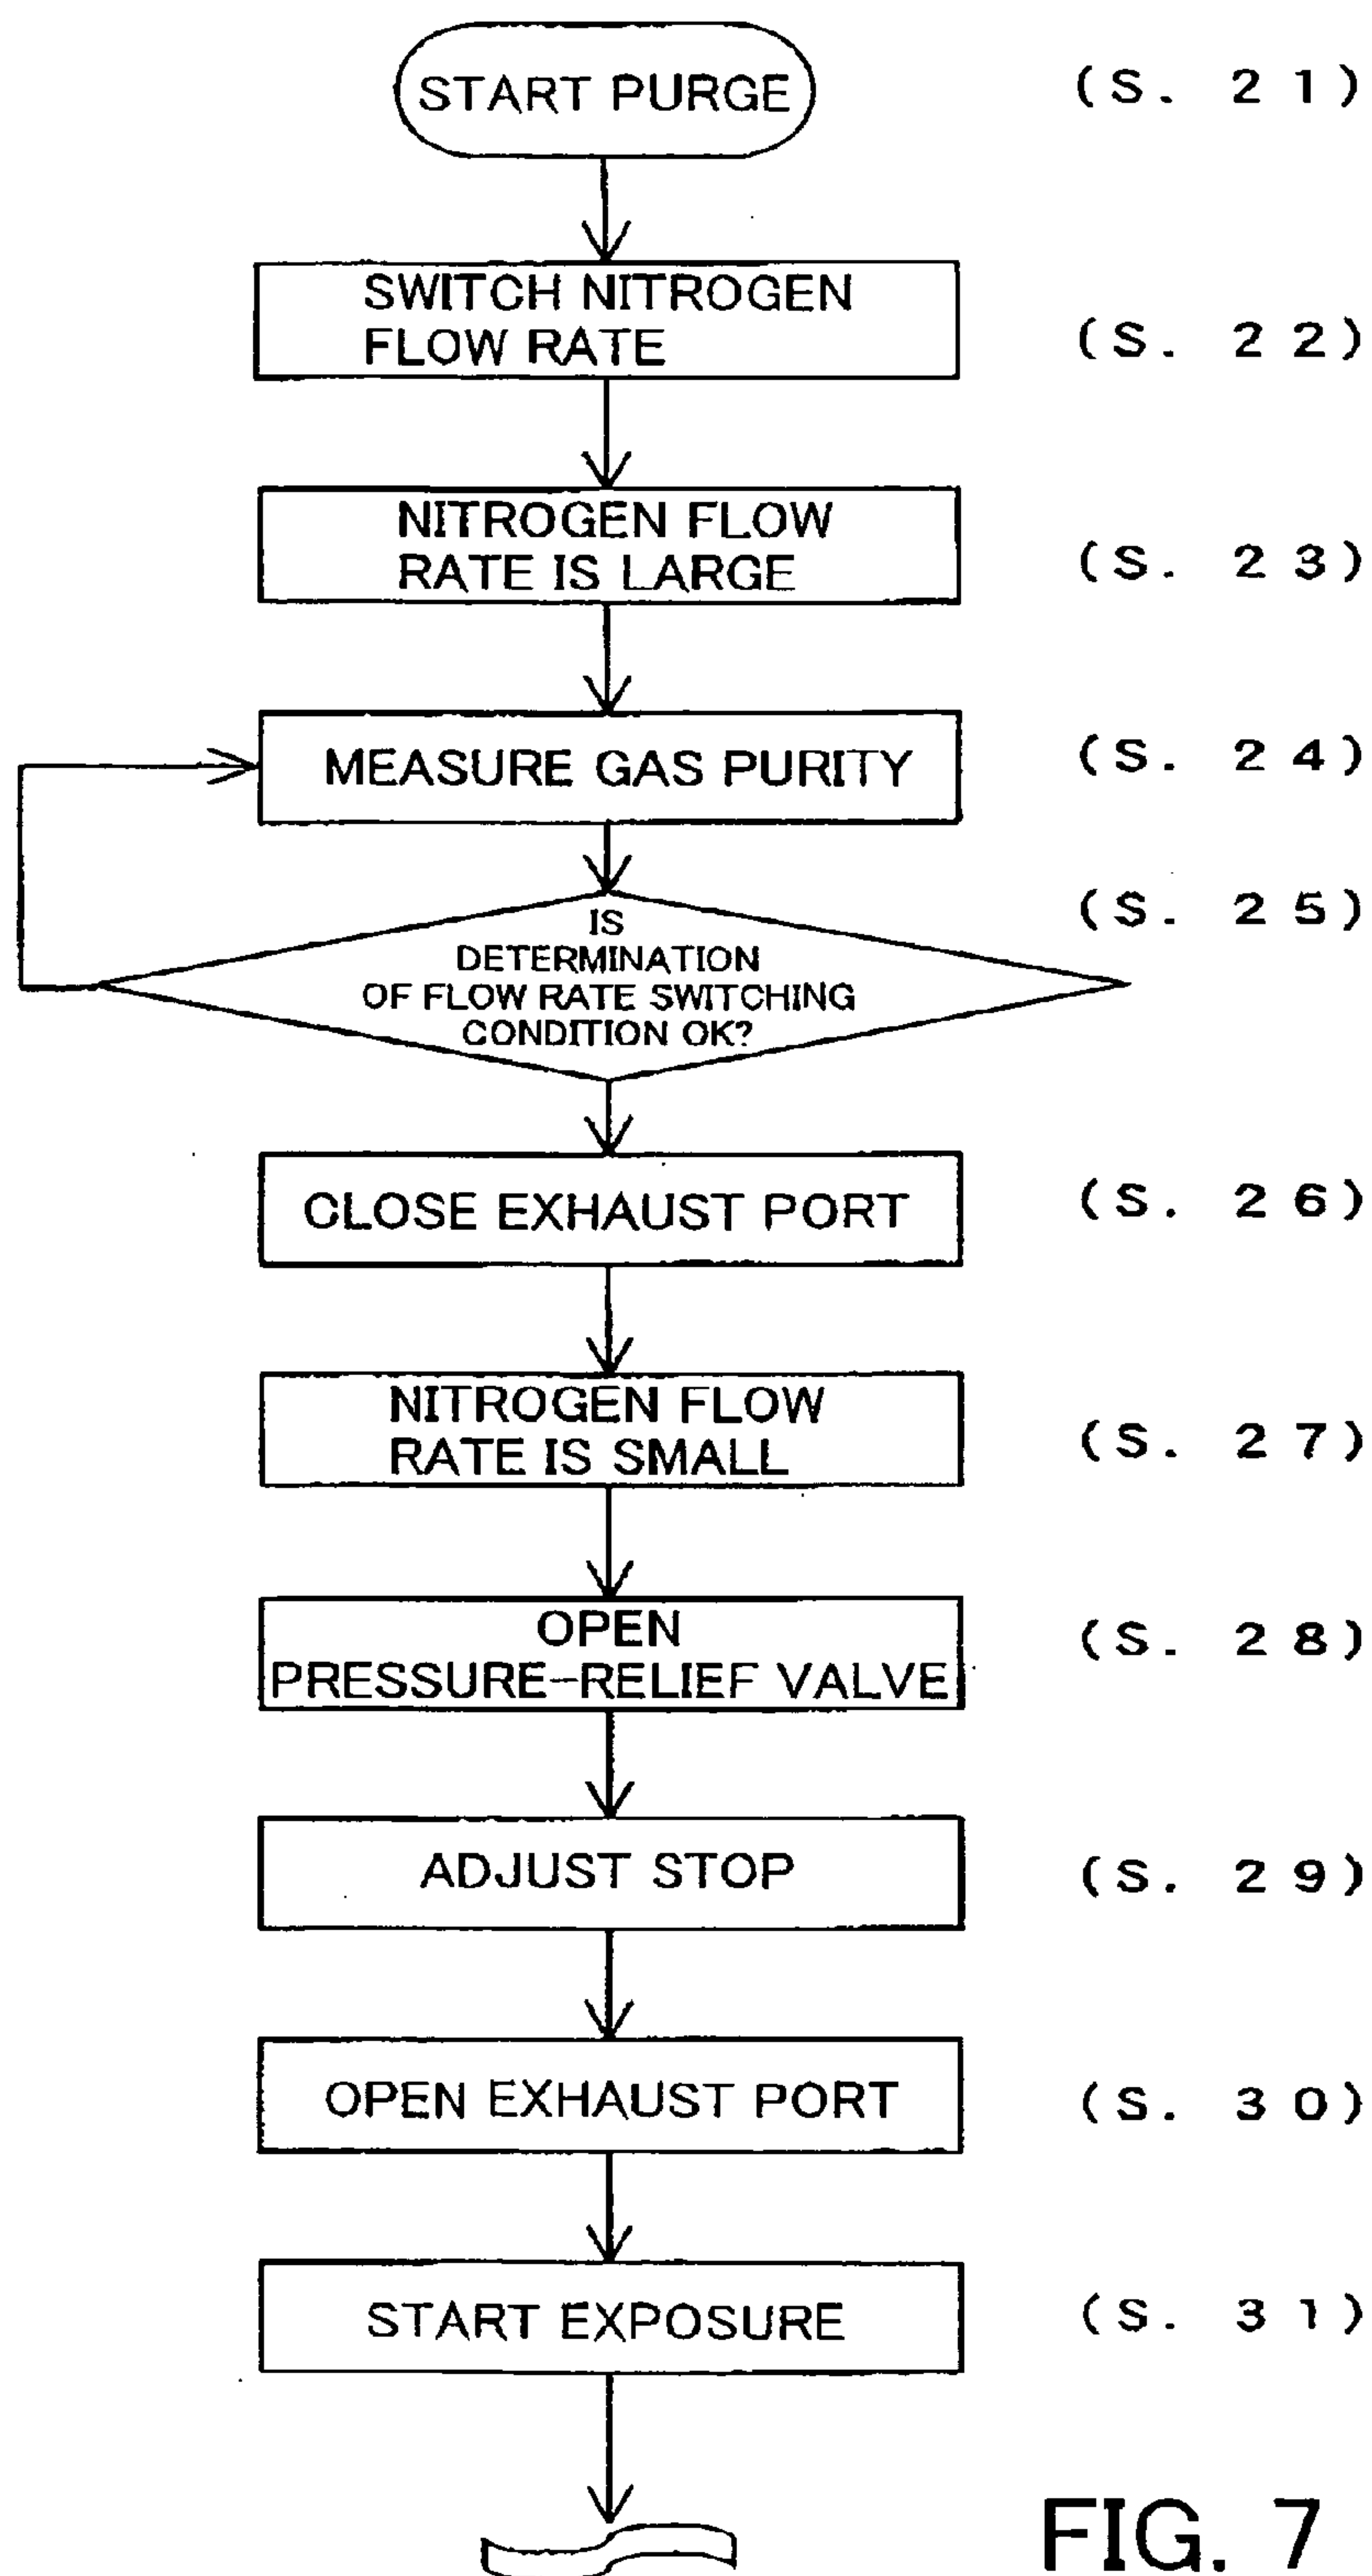 START PURGE
(S. 21)
SWITCH NITROGEN
FLOW RATE
(S. 22)
NITROGEN FLOW
RATE IS LARGE
(S. 23)
MEASURE GAS PURITY
(S. 24)
IS
DETERMINATION
OF FLOW RATE SWITCHING
CONDITION OK?
(S. 25)
CLOSE EXHAUST PORT
(S. 26)
NITROGEN FLOW
RATE IS SMALL
(S. 27)
OPEN
PRESSURE-RELIEF VALVE
(S. 28)
ADJUST STOP
(S. 29)
OPEN EXHAUST PORT
(S. 30)
START EXPOSURE
(S. 31)
FIG. 7